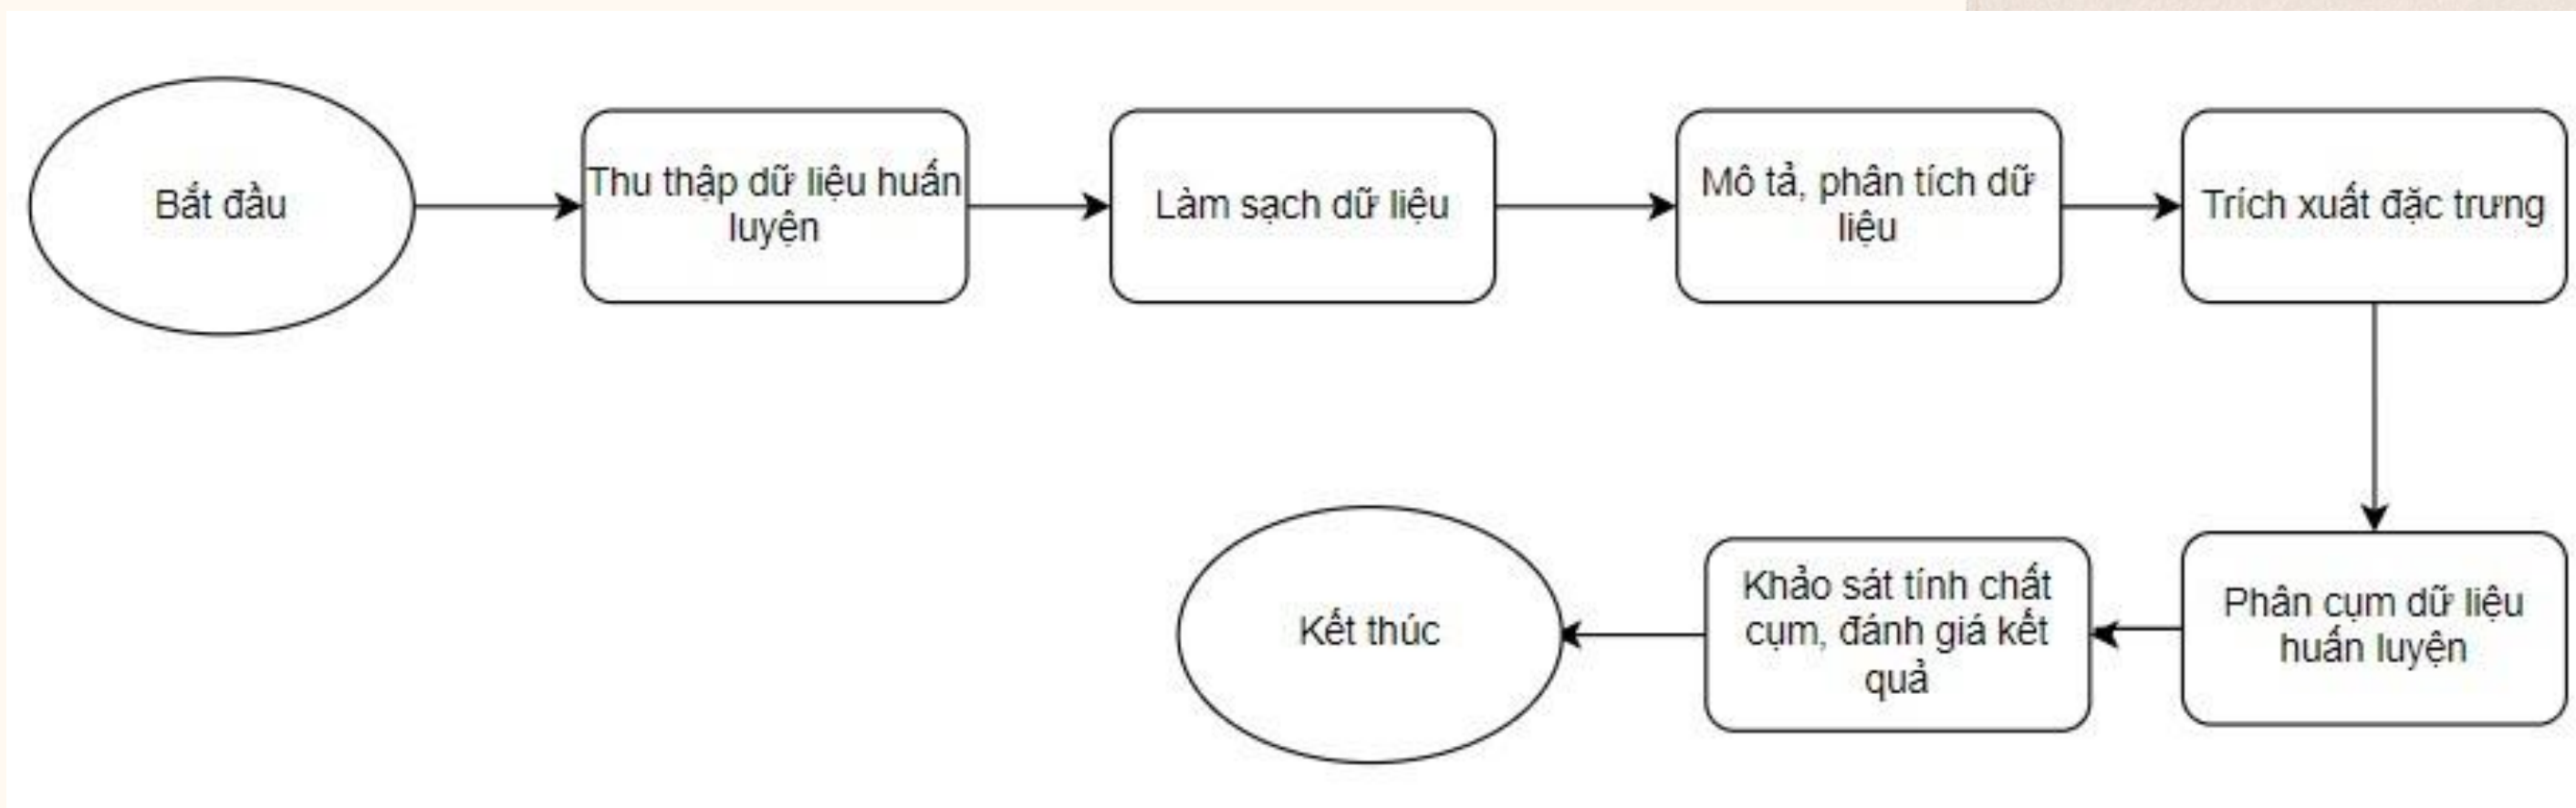 Bắt đầu
Thu thập dữ liệu huấn
luyện
Làm sạch dữ liệu
Mô tả, phân tích dữ
liệu
Trích xuất đặc trưng
Phân cụm dữ liệu
huấn luyện
Khảo sát tính chất
cụm, đánh giá kết
quả
Kết thúc